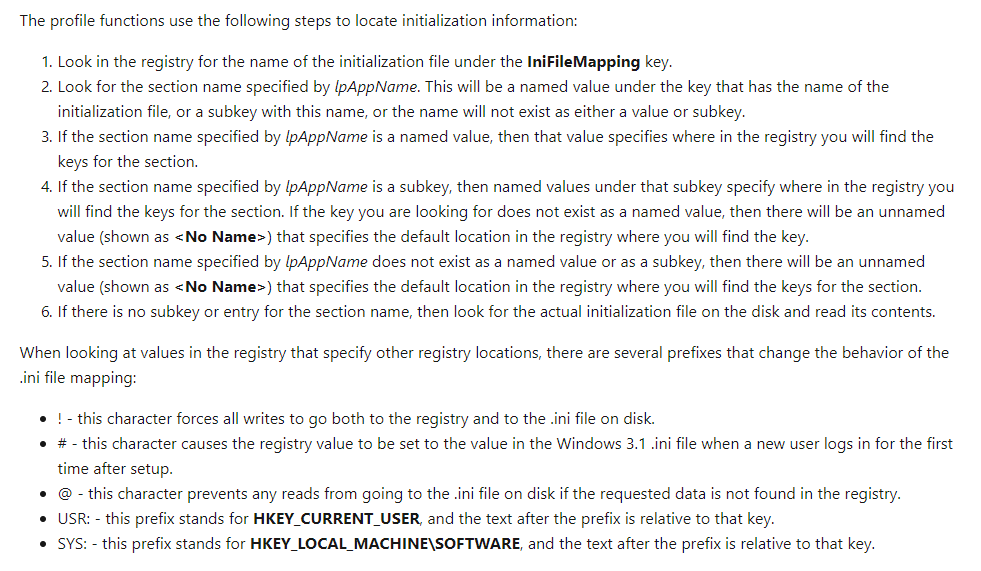 The profile functions use the following steps to locate initialization information:
1. Look in the registry for the name of the initialization file under the IniFileMapping key.
2. Look for the section name specified by lpAppName. This will be a named value under the key that has the name of the
initialization file, or a subkey with this name, or the name will not exist as either a value or subkey.
3. If the section name specified by lpAppName is a named value, then that value specifies where in the registry you will find the
keys for the section.
4. If the section name specified by lpAppName is a subkey, then named values under that subkey specify where in the registry you
will find the keys for the section. If the key you are looking for does not exist as a named value, then there will be an unnamed
value (shown as <No Name>) that specifies the default location in the registry where you will find the key.
5. If the section name specified by lpAppName does not exist as a named value or as a subkey, then there will be an unnamed
value (shown as <No Name>) that specifies the default location in the registry where you will find the keys for the section.
6. If there is no subkey or entry for the section name, then look for the actual initialization file on the disk and read its contents.
When looking at values in the registry that specify other registry locations, there are several prefixes that change the behavior of the
.ini file mapping:
• ! - this character forces all writes to go both to the registry and to the .ini file on disk.
• # - this character causes the registry value to be set to the value in the Windows 3.1 .ini file when a new user logs in for the first
time after setup.
• @ - this character prevents any reads from going to the .ini file on disk if the requested data is not found in the registry.
• USR: - this prefix stands for HKEY_CURRENT_USER, and the text after the prefix is relative to that key.
• SYS: - this prefix stands for HKEY_LOCAL_MACHINE\SOFTWARE, and the text after the prefix is relative to that key.